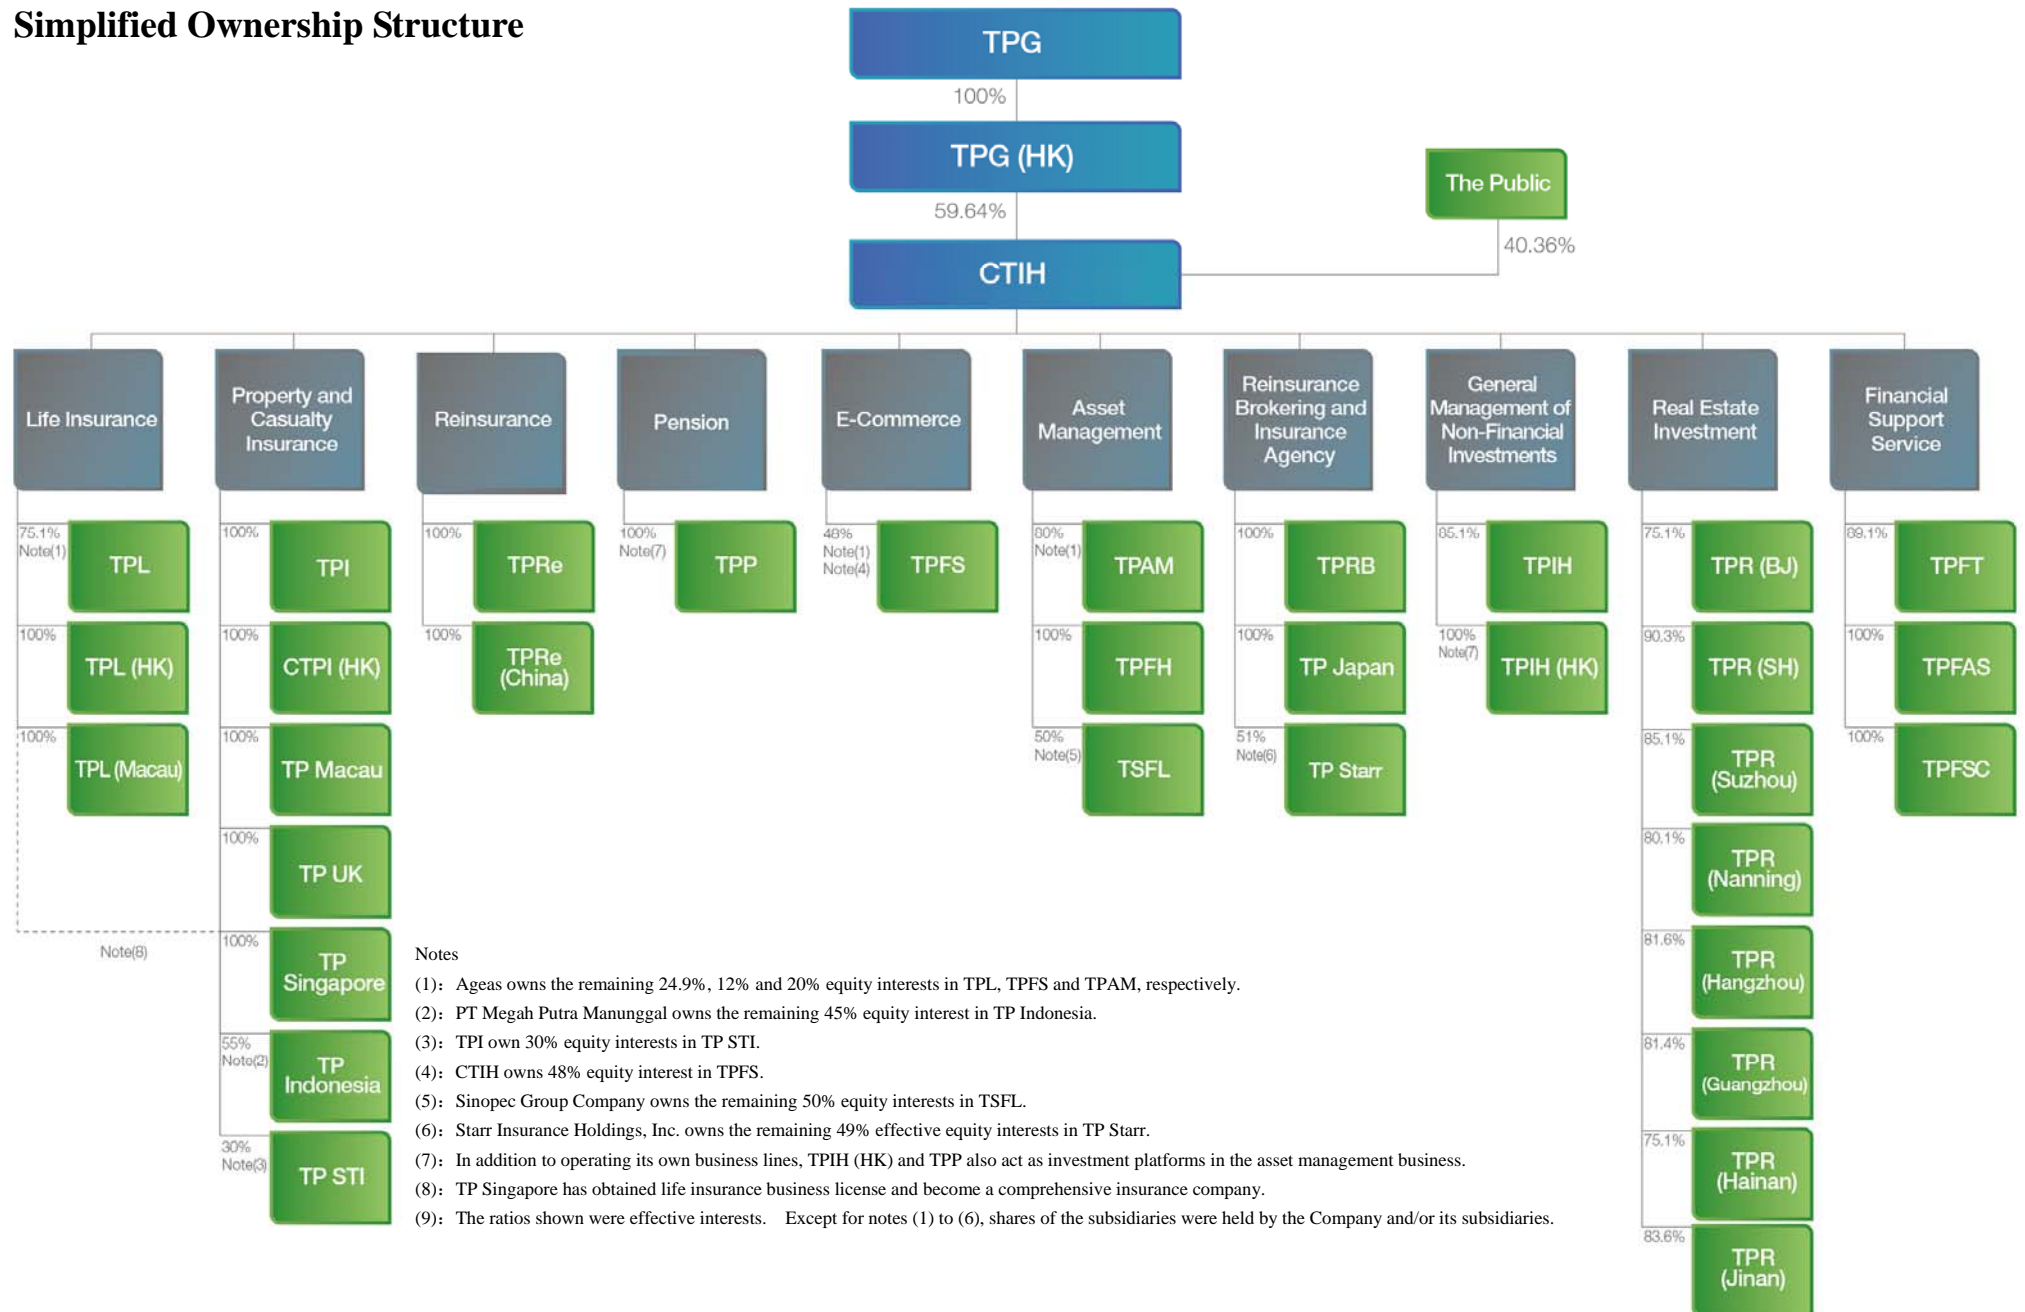 Simplified Ownership Structure
TPG
100%
TPG (HK)
59.64%
The Public
40.36%
CTIH
Life Insurance
75.1%
Note(1)
TPL
100%
TPL (HK)
100%
TPL (Macau)
Note(8)
Property and
Casualty
Insurance
100%
TPI
100%
CTPI (HK)
100%
TP Macau
100%
TP UK
100%
TP
Singapore
55%
Note(2)
TP
Indonesia
30%
Note(3)
TP STI
Reinsurance
100%
TPRe
100%
TPRe
(China)
Pension
100%
Note(7)
TPP
E-Commerce
48%
Note(1)
Note(4)
TPFS
Asset
Management
80%
Note(1)
TPAM
100%
TPFH
50%
Note(5)
TSFL
Reinsurance
Brokering and
Insurance
Agency
100%
TPRB
100%
TP Japan
51%
Note(6)
TP Starr
General
Management of
Non-Financial
Investments
85.1%
TPIH
100%
Note(7)
TPIH (HK)
Real Estate
Investment
75.1%
TPR (BJ)
90.3%
TPR (SH)
85.1%
TPR
(Suzhou)
80.1%
TPR
(Nanning)
81.6%
TPR
(Hangzhou)
81.4%
TPR
(Guangzhou)
75.1%
TPR
(Hainan)
83.6%
TPR
(Jinan)
Financial
Support
Service
89.1%
TPFT
100%
TPFAS
100%
TPFSC
Notes
(1): Ageas owns the remaining 24.9%, 12% and 20% equity interests in TPL, TPFS and TPAM, respectively.
(2): PT Megah Putra Manunggal owns the remaining 45% equity interest in TP Indonesia.
(3): TPI own 30% equity interests in TP STI.
(4): CTIH owns 48% equity interest in TPFS.
(5): Sinopec Group Company owns the remaining 50% equity interests in TSFL.
(6): Starr Insurance Holdings, Inc. owns the remaining 49% effective equity interests in TP Starr.
(7): In addition to operating its own business lines, TPIH (HK) and TPP also act as investment platforms in the asset management business.
(8): TP Singapore has obtained life insurance business license and become a comprehensive insurance company.
(9): The ratios shown were effective interests. Except for notes (1) to (6), shares of the subsidiaries were held by the Company and/or its subsidiaries.